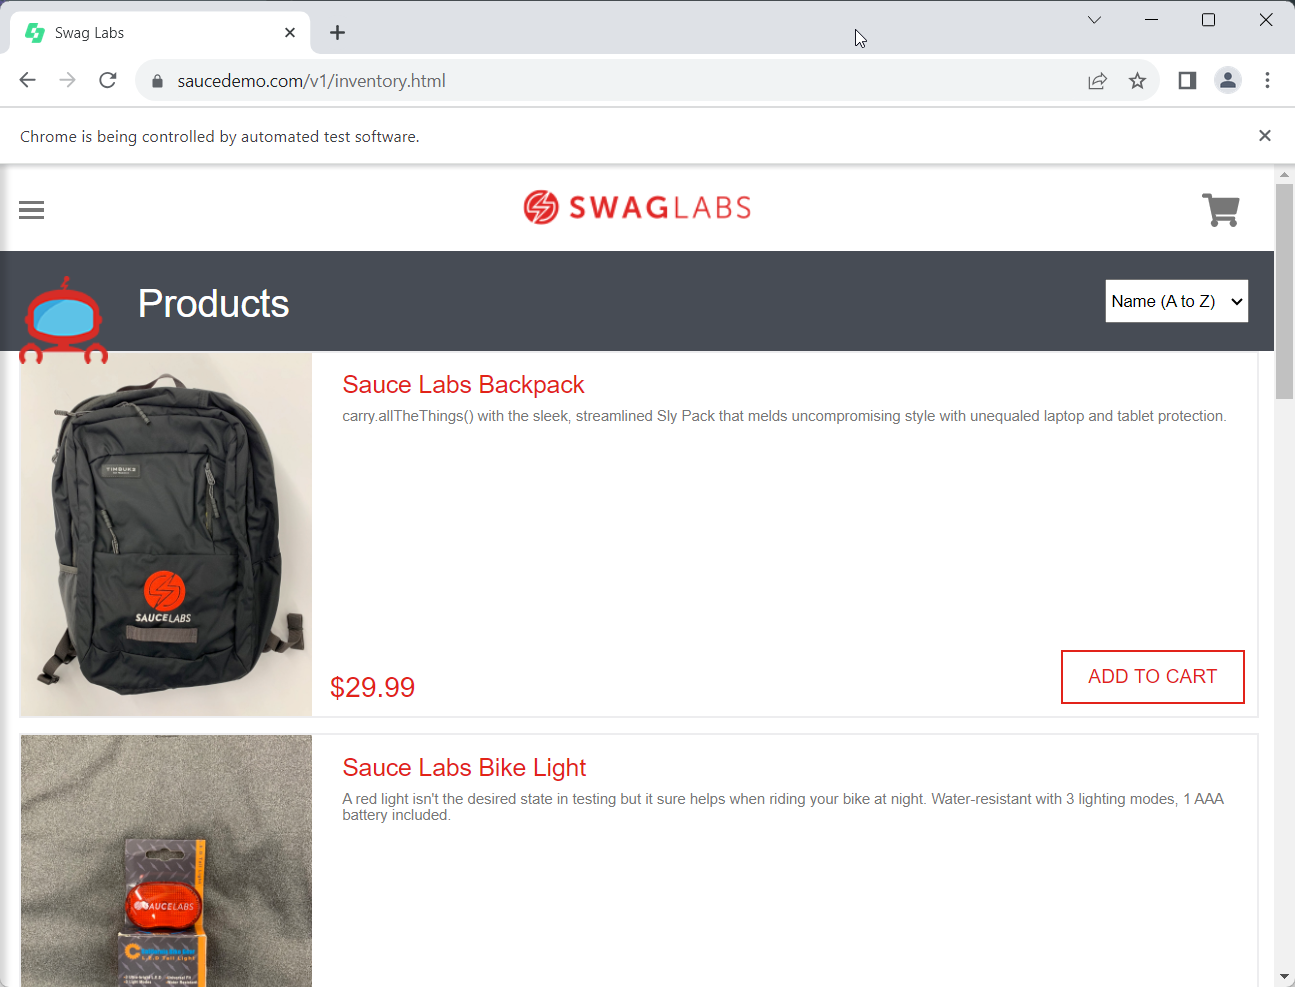 Swag Labs
saucedemo.com/v1/inventory.html
Chrome is being controlled by automated test software.
SWAGLABS
Products
Name (A to Z)
Sauce Labs Backpack
carry.allTheThings() with the sleek, streamlined Sly Pack that melds uncompromising style with unequaled laptop and tablet protection.
TIMBUK2
SAUCELABS
$29.99
ADD TO CART
Sauce Labs Bike Light
A red light isn't the desired state in testing but it sure helps when riding your bike at night. Water-resistant with 3 lighting modes, 1 AAA
battery included.
SAUCELABS